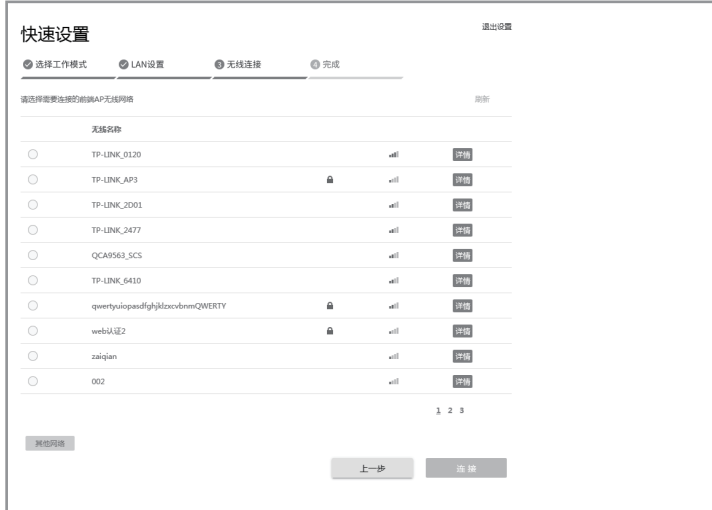 快速设置
退出设置
选择工作模式 LAN设置 3 无线连接 4 完成
请选择需要连接的前端AP无线网络 刷新
无线名称
TP-LINK_0120 详情
TP-LINK_AP3 详情
TP-LINK_2D01 详情
TP-LINK_2477 详情
QCA9563_SCS 详情
TP-LINK_6410 详情
qwertyuiopasdfghjklzxcvbnmQWERTY 详情
web认证2 详情
zaiqian 详情
002 详情
1 2 3
其他网络
上一步 连 接